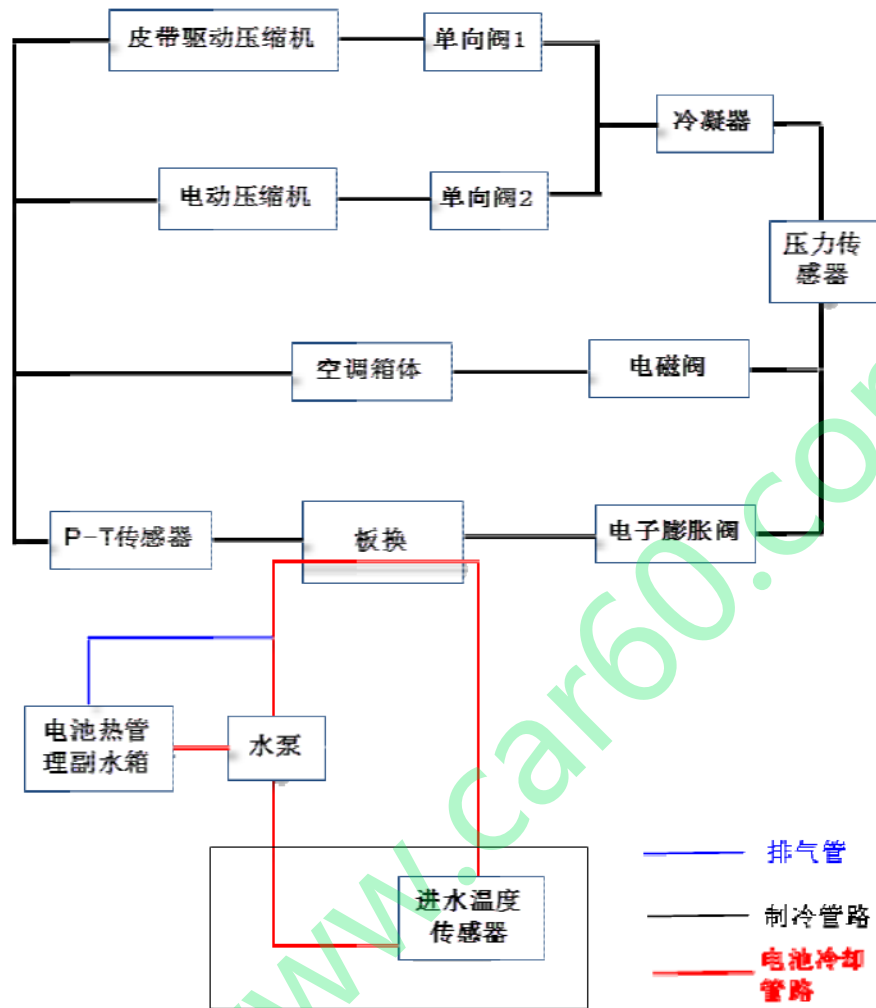 皮带驱动压缩机
单向阀1
冷凝器
电动压缩机
单向阀2
压力传
感器
空调箱体
电磁阀
P-T传感器
板换
电子膨胀阀
电池热管
理副水箱
水泵
进水温度
传感器
排气管
制冷管路
电池冷却
管路
www.car60.com